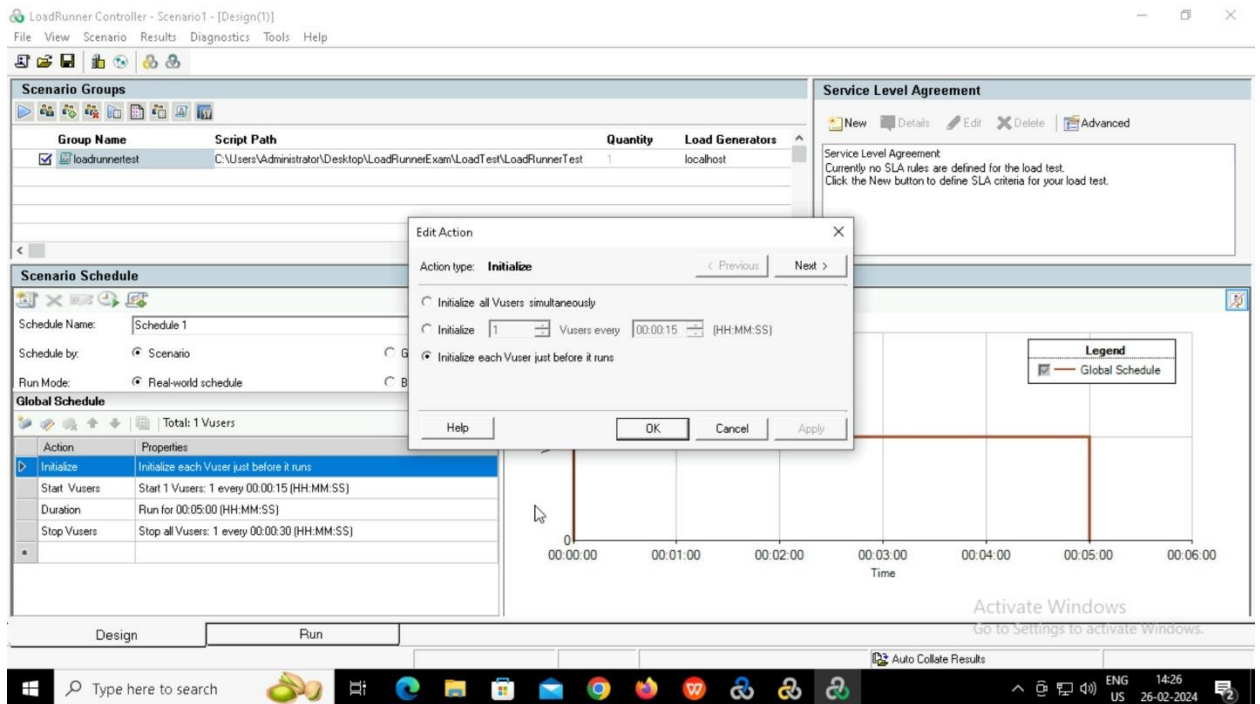 LoadRunner Controller - Scenario1 - [Design(1)]
File View Scenario Results Diagnostics Tools Help
Scenario Groups
Group Name Script Path Quantity Load Generators
loadrunnertest C:\Users\Administrator\Desktop\LoadRunnerExam\LoadTest\LoadRunnerTest 1 localhost
Service Level Agreement
New Details Edit Delete Advanced
Service Level Agreement
Currently no SLA rules are defined for the load test.
Click the New button to define SLA criteria for your load test.
Edit Action
Action type: Initialize < Previous Next >
Initialize all Vusers simultaneously
Initialize 1 Vusers every 00:00:15 (HH:MM:SS)
Initialize each Vuser just before it runs
Help OK Cancel Apply
Scenario Schedule
Schedule Name: Schedule 1
Schedule by: Scenario G
Run Mode: Real-world schedule B
Global Schedule
Total: 1 Vusers
Action Properties
Initialize Initialize each Vuser just before it runs
Start Vusers Start 1 Vusers: 1 every 00:00:15 (HH:MM:SS)
Duration Run for 00:05:00 (HH:MM:SS)
Stop Vusers Stop all Vusers: 1 every 00:00:30 (HH:MM:SS)
Legend
Global Schedule
0
00:00:00 00:01:00 00:02:00 00:03:00 00:04:00 00:05:00 00:06:00
Time
Activate Windows
Go to Settings to activate Windows.
Design Run
Auto Collate Results
Type here to search
ENG
US
14:26
26-02-2024
2